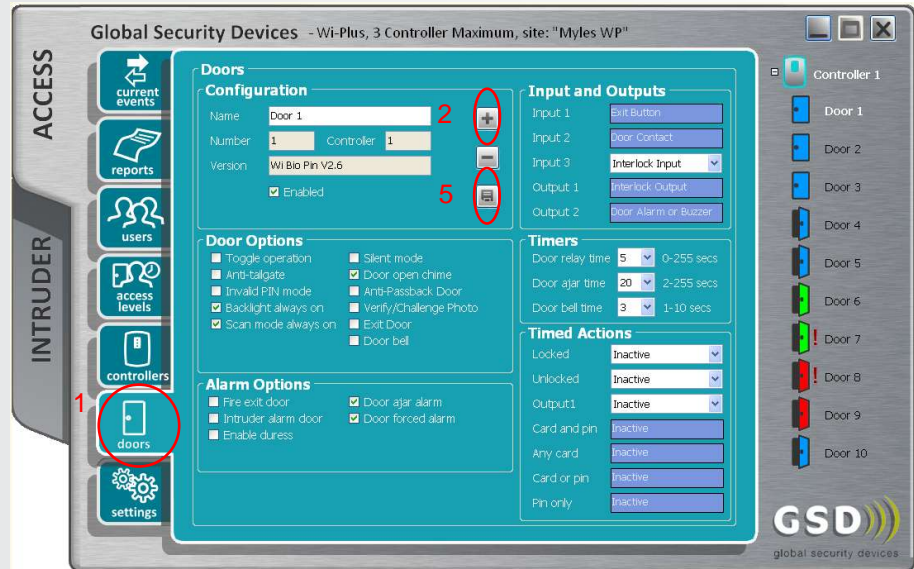 Global Security Devices - Wi-Plus, 3 Controller Maximum, site: "Myles WP"
ACCESS
INTRUDER
current
events
reports
users
access
levels
controllers
1
doors
settings
Doors
Configuration
Name Door 1
2
Number 1 Controller 1
Version Wi Bio Pin V2.6
Enabled
5
Door Options
Toggle operation
Anti-tailgate
Invalid PIN mode
Backlight always on
Scan mode always on
Silent mode
Door open chime
Anti-Passback Door
Verify/Challenge Photo
Exit Door
Door bell
Alarm Options
Fire exit door
Intruder alarm door
Enable duress
Door ajar alarm
Door forced alarm
Input and Outputs
Input 1 Exit Button
Input 2 Door Contact
Input 3 Interlock Input
Output 1 Interlock Output
Output 2 Door Alarm or Buzzer
Timers
Door relay time 5 0-255 secs
Door ajar time 20 2-255 secs
Door bell time 3 1-10 secs
Timed Actions
Locked Inactive
Unlocked Inactive
Output1 Inactive
Card and pin Inactive
Any card Inactive
Card or pin Inactive
Pin only Inactive
Controller 1
Door 1
Door 2
Door 3
Door 4
Door 5
Door 6
! Door 7
! Door 8
Door 9
Door 10
GSD
global security devices